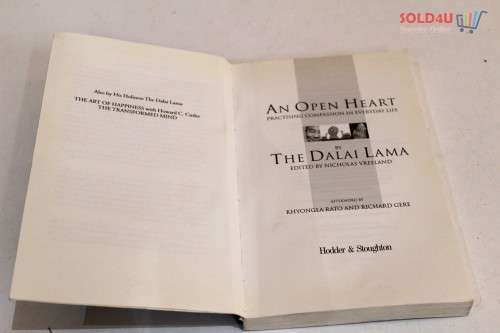 Also by His Holiness The Dalai Lama
THE ART OF HAPPINESS with Howard C. Cutler
THE TRANSFORMED MIND
AN OPEN HEART
PRACTISING COMPASSION IN EVERYDAY LIFE
BY
THE DALAI LAMA
EDITED BY NICHOLAS VREELAND
AFTERWORD BY
KHYONGLA RATO AND RICHARD GERE
Hodder & Stoughton
SOLD4U